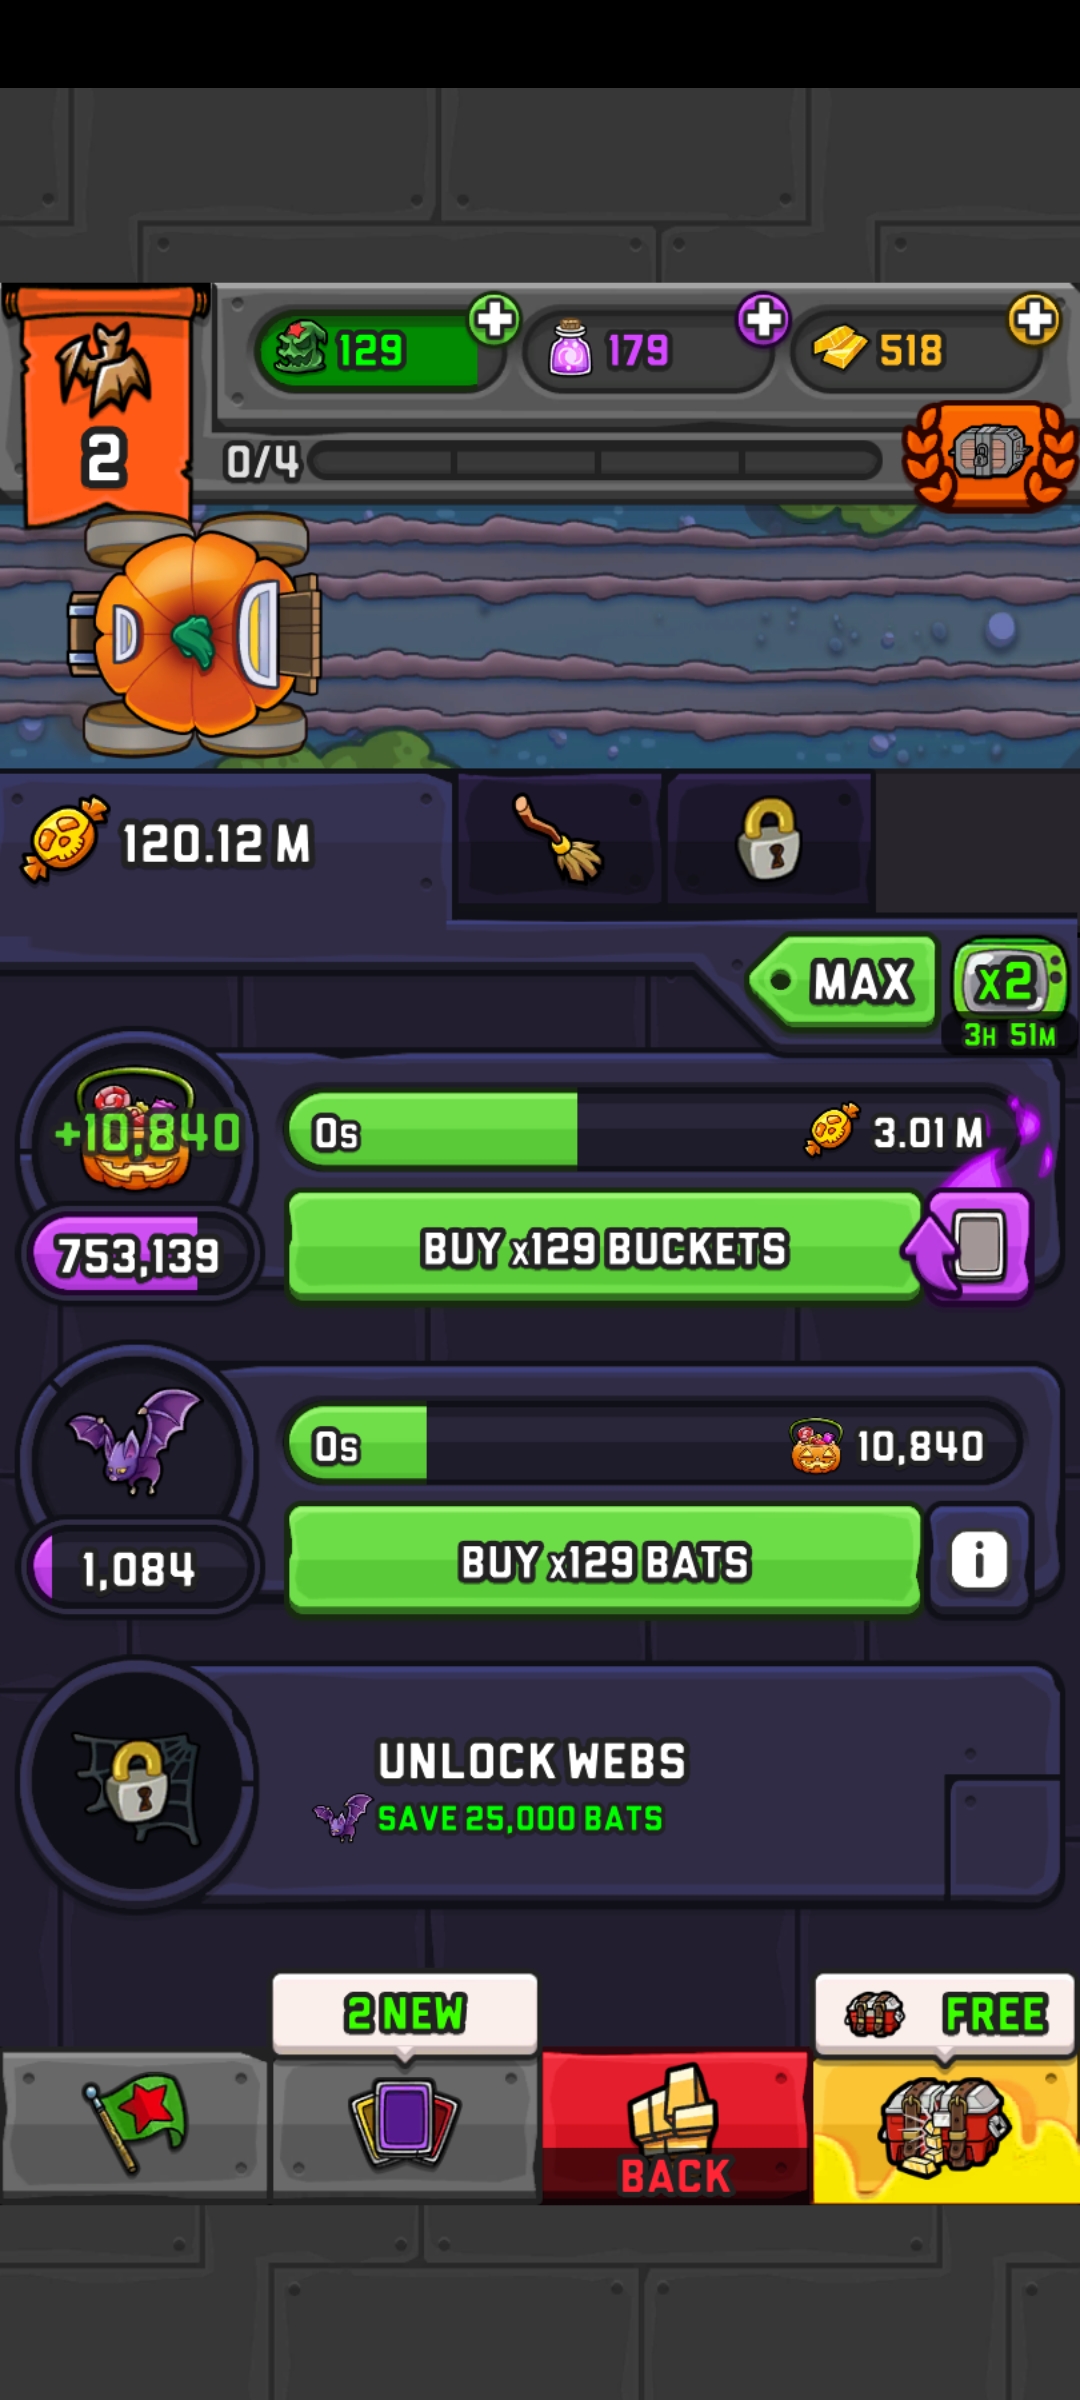 129
179
518
2
0/4
120.12 M
MAX
x2
3H 51M
+10,840
0s
3.01 M
753,139
BUY x129 BUCKETS
0s
10,840
1,084
BUY x129 BATS
i
UNLOCK WEBS
SAVE 25,000 BATS
2 NEW
FREE
BACK